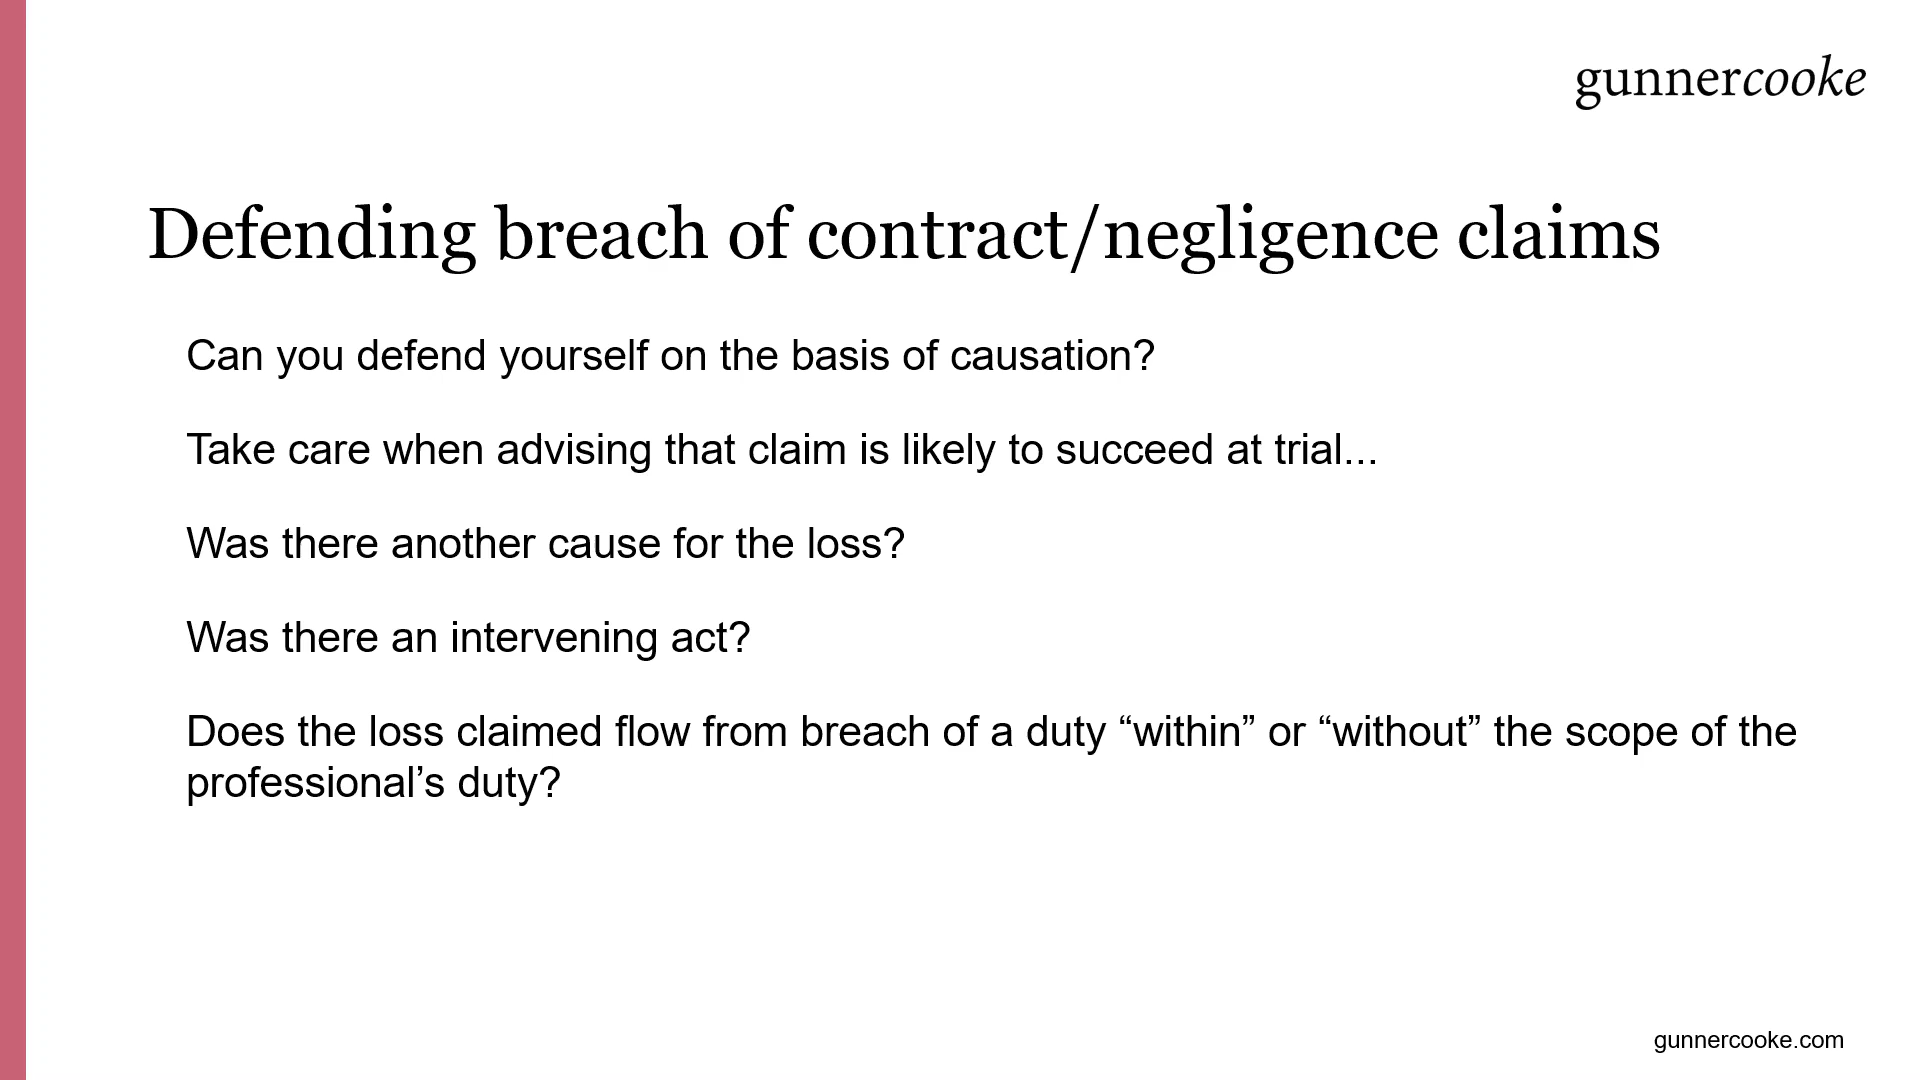 gunnercooke
Defending breach of contract/negligence claims
Can you defend yourself on the basis of causation?
Take care when advising that claim is likely to succeed at trial...
Was there another cause for the loss?
Was there an intervening act?
Does the loss claimed flow from breach of a duty “within” or “without” the scope of the
professional’s duty?
gunnercooke.com